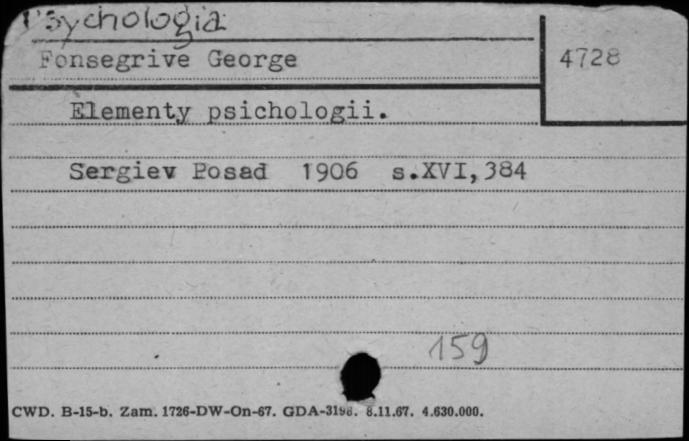 Psychologia
Fonsegrive George
4728
Elementy psichologii.
Sergiev Posad 1906 s.XVI,384
159
CWD. B-15-b. Zam. 1726-DW-On-67. GDA-3198. 8.11.67. 4.630.000.